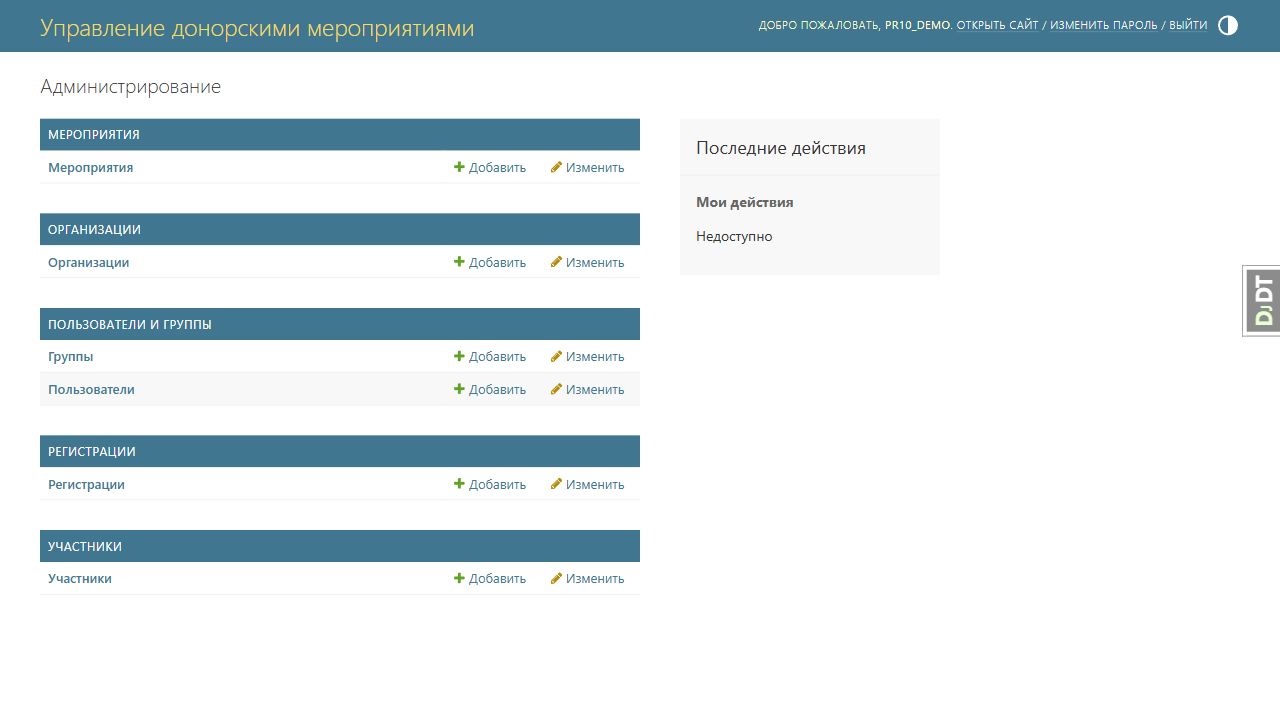 Управление донорскими мероприятиями
ДОБРО ПОЖАЛОВАТЬ, PR10_DEMO. ОТКРЫТЬ САЙТ / ИЗМЕНИТЬ ПАРОЛЬ / ВЫЙТИ
Администрирование
МЕРОПРИЯТИЯ
Мероприятия Добавить Изменить
ОРГАНИЗАЦИИ
Организации Добавить Изменить
ПОЛЬЗОВАТЕЛИ И ГРУППЫ
Группы Добавить Изменить
Пользователи Добавить Изменить
РЕГИСТРАЦИИ
Регистрации Добавить Изменить
УЧАСТНИКИ
Участники Добавить Изменить
Последние действия
Мои действия
Недоступно
DJDT